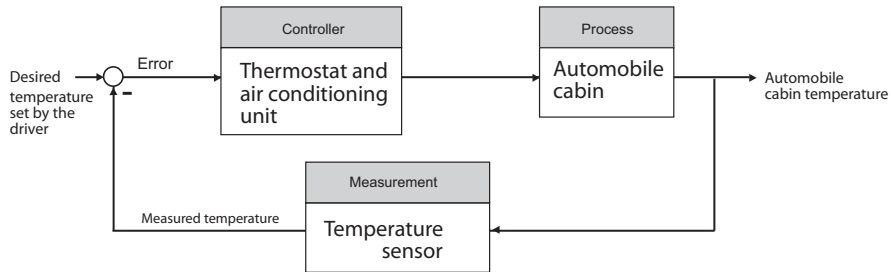 Controller
Process
Desired
temperature
set by the
driver
Error
Thermostat and
air conditioning
unit
Automobile
cabin
Automobile
cabin temperature
-
Measurement
Measured temperature
Temperature
sensor